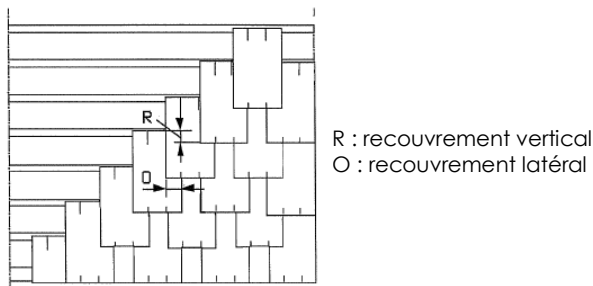 R
O
R : recouvrement vertical
O : recouvrement latéral